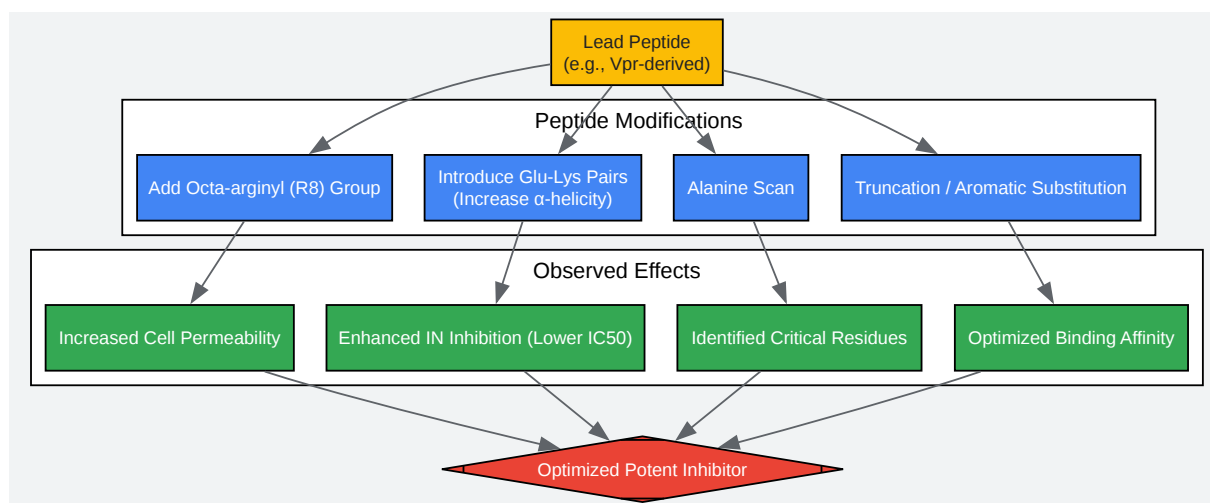 Lead Peptide
(e.g., Vpr-derived)
Peptide Modifications
Add Octa-arginyl (R8) Group
Introduce Glu-Lys Pairs
(Increase α-helicity)
Alanine Scan
Truncation / Aromatic Substitution
Observed Effects
Increased Cell Permeability
Enhanced IN Inhibition (Lower IC50)
Identified Critical Residues
Optimized Binding Affinity
Optimized Potent Inhibitor